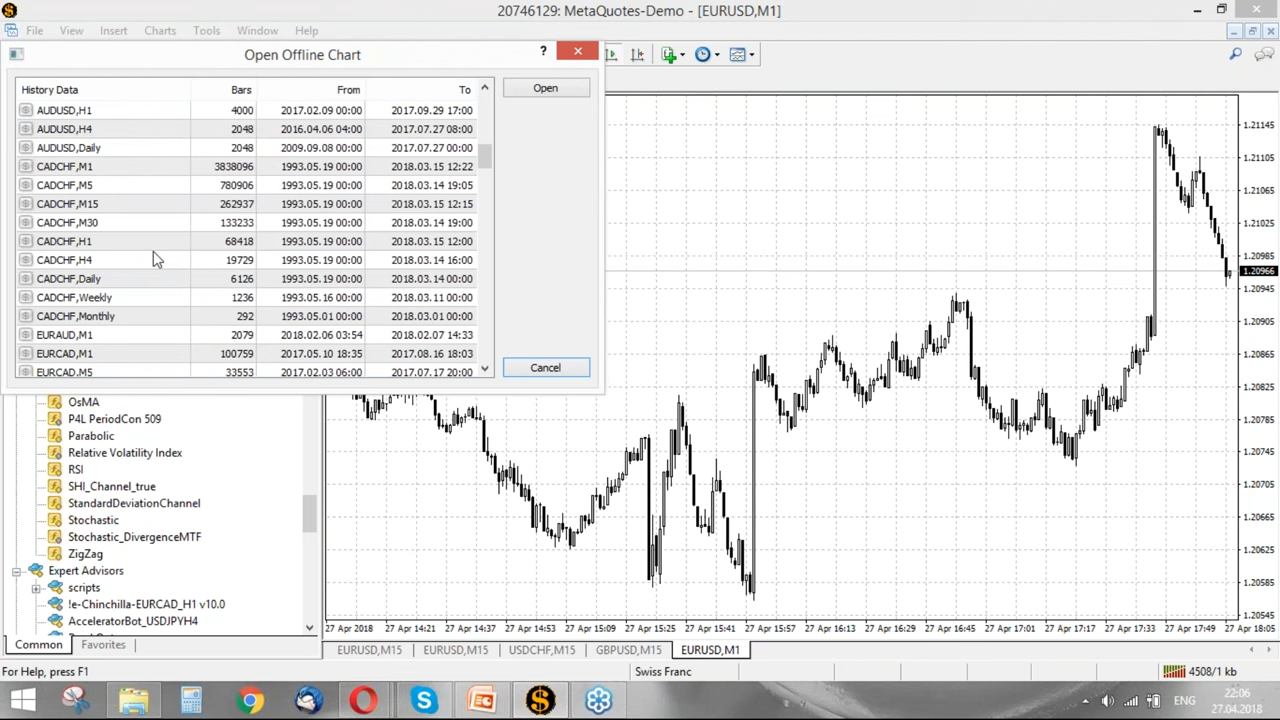 20746129: MetaQuotes-Demo - [EURUSD,M1]
File View Insert Charts Tools Window Help
Open Offline Chart
?
History Data Bars From To
AUDUSD,H1 4000 2017.02.09 00:00 2017.09.29 17:00
AUDUSD,H4 2048 2016.04.06 04:00 2017.07.27 08:00
AUDUSD,Daily 2048 2009.09.08 00:00 2017.07.27 00:00
CADCHF,M1 3838096 1993.05.19 00:00 2018.03.15 12:22
CADCHF,M5 780906 1993.05.19 00:00 2018.03.14 19:05
CADCHF,M15 262937 1993.05.19 00:00 2018.03.15 12:15
CADCHF,M30 133233 1993.05.19 00:00 2018.03.14 19:00
CADCHF,H1 68418 1993.05.19 00:00 2018.03.15 12:00
CADCHF,H4 19729 1993.05.19 00:00 2018.03.14 16:00
CADCHF,Daily 6126 1993.05.19 00:00 2018.03.14 00:00
CADCHF,Weekly 1236 1993.05.16 00:00 2018.03.11 00:00
CADCHF,Monthly 292 1993.05.01 00:00 2018.03.01 00:00
EURAUD,M1 2079 2018.02.06 03:54 2018.02.07 14:33
EURCAD,M1 100759 2017.05.10 18:35 2017.08.16 18:03
EURCAD,M5 33553 2017.02.03 06:00 2017.07.17 20:00
Open
Cancel
OsMA
P4L PeriodCon 509
Parabolic
Relative Volatility Index
RSI
SHI_Channel_true
StandardDeviationChannel
Stochastic
Stochastic_DivergenceMTF
ZigZag
Expert Advisors
scripts
!e-Chinchilla-EURCAD_H1 v10.0
AcceleratorBot_USDJPYH4
Common Favorites
1.21145
1.21105
1.21065
1.21025
1.20985
1.20966
1.20945
1.20905
1.20865
1.20825
1.20785
1.20745
1.20705
1.20665
1.20625
1.20585
1.20545
27 Apr 2018 27 Apr 14:21 27 Apr 14:37 27 Apr 14:53 27 Apr 15:09 27 Apr 15:25 27 Apr 15:41 27 Apr 15:57 27 Apr 16:13 27 Apr 16:29 27 Apr 16:45 27 Apr 17:01 27 Apr 17:17 27 Apr 17:33 27 Apr 17:49 27 Apr 18:05
EURUSD,M15 EURUSD,M15 USDCHF,M15 GBPUSD,M15 EURUSD,M1
For Help, press F1 Swiss Franc 4508/1 kb
ENG
22:06
27.04.2018